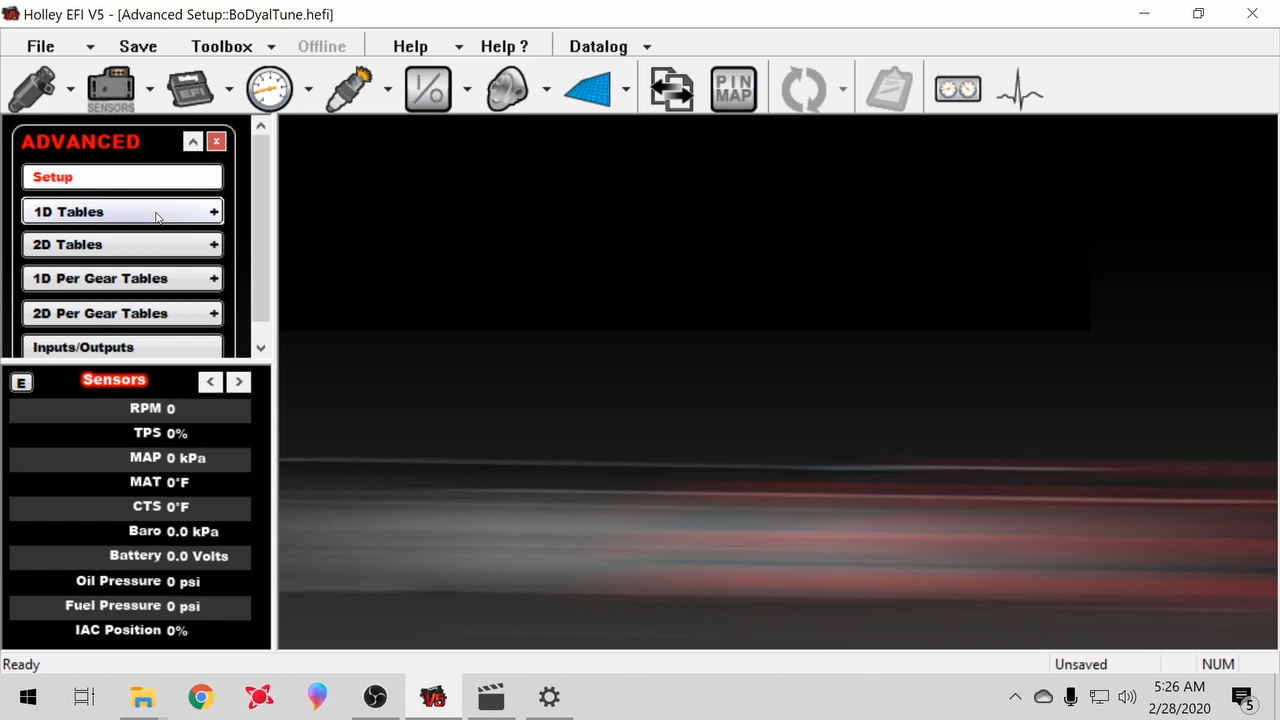 Holley EFI V5 - [Advanced Setup::BoDyalTune.hefi]
File Save Toolbox Offline Help Help ? Datalog
SENSORS Holley EFI I/O PIN MAP
ADVANCED
Setup
1D Tables +
2D Tables +
1D Per Gear Tables +
2D Per Gear Tables +
Inputs/Outputs
E Sensors < >
RPM 0
TPS 0%
MAP 0 kPa
MAT 0°F
CTS 0°F
Baro 0.0 kPa
Battery 0.0 Volts
Oil Pressure 0 psi
Fuel Pressure 0 psi
IAC Position 0%
Ready Unsaved NUM
V5 5:26 AM
2/28/2020 5